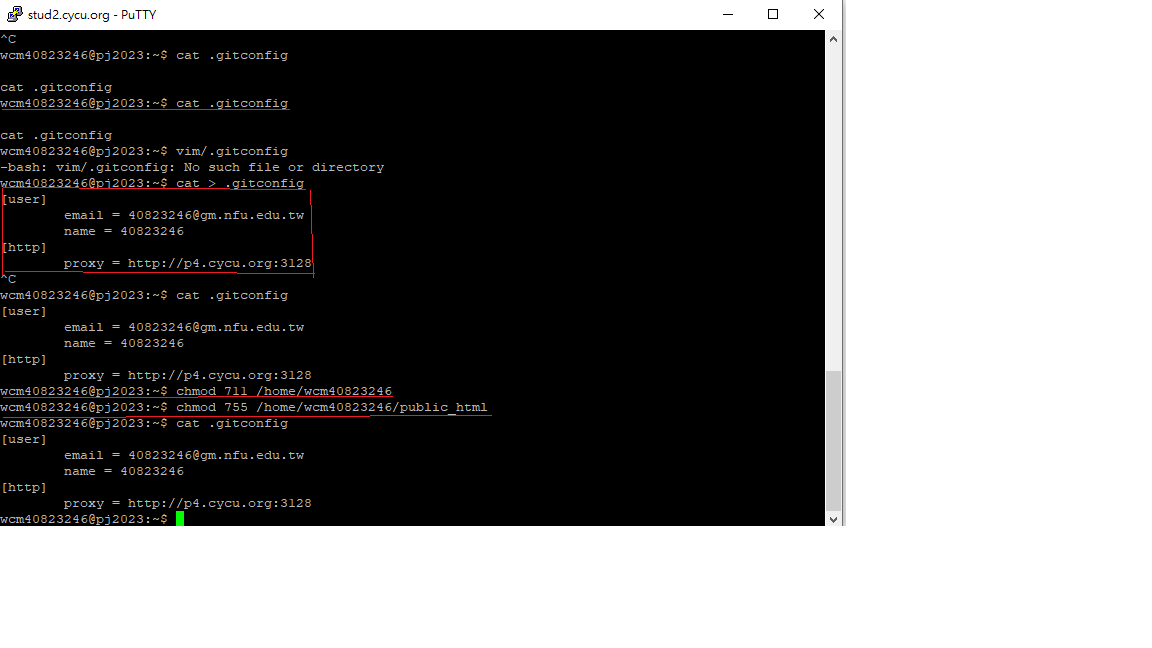 stud2.cycu.org - PuTTY
^C
wcm40823246@pj2023:~$ cat .gitconfig
cat .gitconfig
wcm40823246@pj2023:~$ cat .gitconfig
cat .gitconfig
wcm40823246@pj2023:~$ vim/.gitconfig
-bash: vim/.gitconfig: No such file or directory
wcm40823246@pj2023:~$ cat > .gitconfig
[user]
        email = 40823246@gm.nfu.edu.tw
        name = 40823246
[http]
        proxy = http://p4.cycu.org:3128
^C
wcm40823246@pj2023:~$ cat .gitconfig
[user]
        email = 40823246@gm.nfu.edu.tw
        name = 40823246
[http]
        proxy = http://p4.cycu.org:3128
wcm40823246@pj2023:~$ chmod 711 /home/wcm40823246
wcm40823246@pj2023:~$ chmod 755 /home/wcm40823246/public_html
wcm40823246@pj2023:~$ cat .gitconfig
[user]
        email = 40823246@gm.nfu.edu.tw
        name = 40823246
[http]
        proxy = http://p4.cycu.org:3128
wcm40823246@pj2023:~$